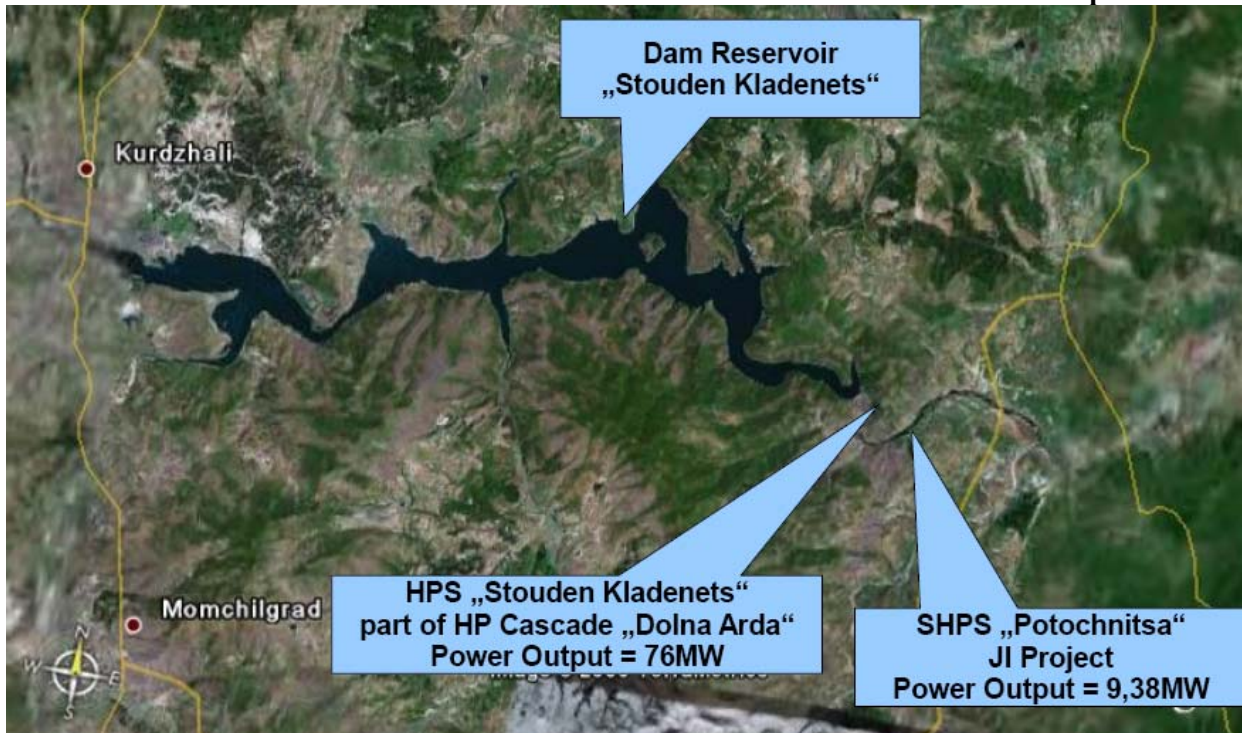 Dam Reservoir
„Stouden Kladenets“
Kurdzhali
HPS „Stouden Kladenets“
part of HP Cascade „Dolna Arda“
Power Output = 76MW
SHPS „Potochnitsa“
JI Project
Power Output = 9,38MW
Momchilgrad
N
W
E
S